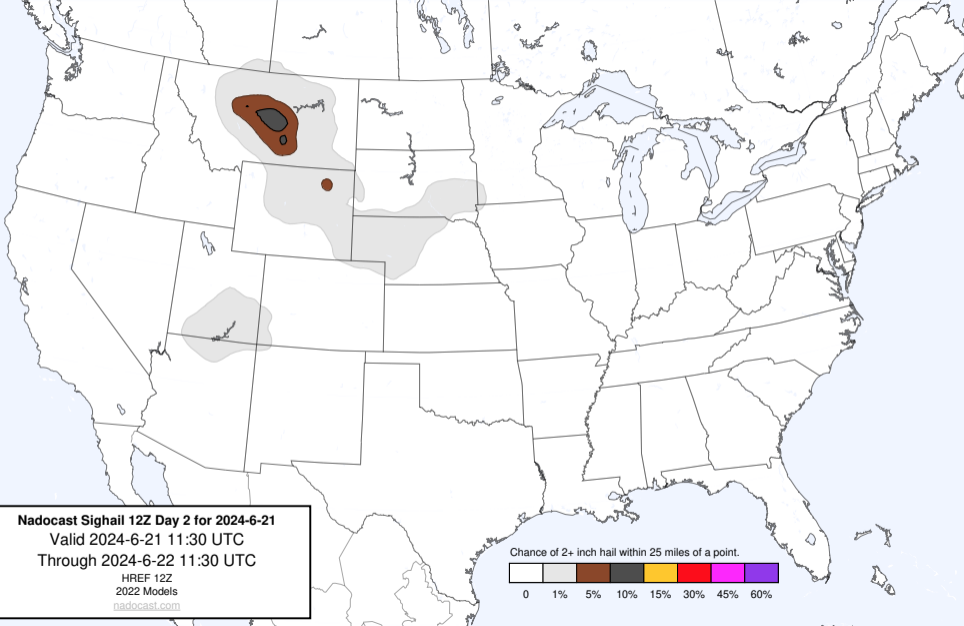 Nadocast Sighail 12Z Day 2 for 2024-6-21
Valid 2024-6-21 11:30 UTC
Through 2024-6-22 11:30 UTC
HREF 12Z
2022 Models
nadocast.com
Chance of 2+ inch hail within 25 miles of a point.
0 1% 5% 10% 15% 30% 45% 60%